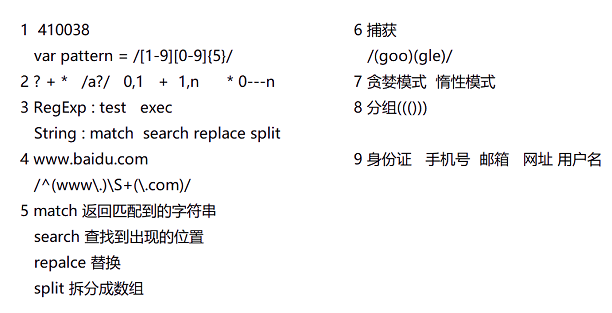 1 410038
var pattern = /[1-9][0-9]{5}/
2 ? + * /a?/ 0,1 + 1,n * 0---n
3 RegExp : test exec
String : match search replace split
4 www.baidu.com
/^(www\.)\S+(\.com)/
5 match 返回匹配到的字符串
search 查找到出现的位置
repalce 替换
split 拆分成数组
6 捕获
/(goo)(gle)/
7 贪婪模式 惰性模式
8 分组((()))
9 身份证 手机号 邮箱 网址 用户名